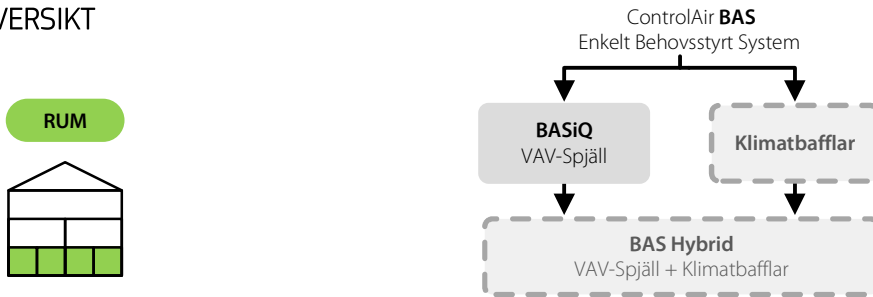 VERSIKT
RUM
ControlAir BAS
Enkelt Behovsstyrt System
BASiQ
VAV-Spjäll
Klimatbafflar
BAS Hybrid
VAV-Spjäll + Klimatbafflar